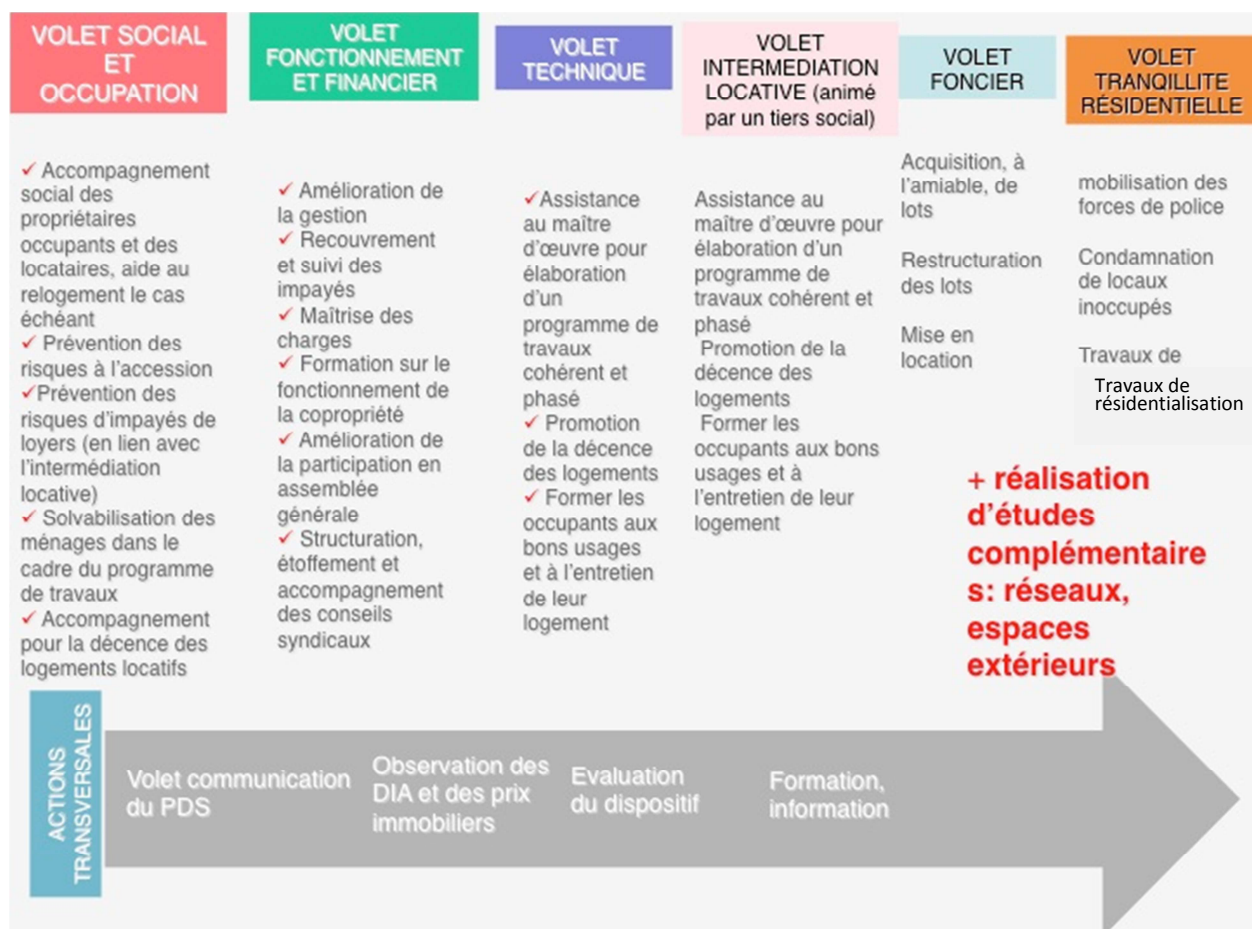 VOLET SOCIAL
ET
OCCUPATION
✓ Accompagnement
social des
propriétaires
occupants et des
locataires, aide au
relogement le cas
échéant
✓ Prévention des
risques à l'accession
✓Prévention des
risques d'impayés de
loyers (en lien avec
l'intermédiation
locative)
✓ Solvabilisation des
ménages dans le
cadre du programme
de travaux
✓ Accompagnement
pour la décence des
logements locatifs
VOLET
FONCTIONNEMENT
ET FINANCIER
✓ Amélioration de
la gestion
✓ Recouvrement
et suivi des
impayés
✓ Maîtrise des
charges
✓ Formation sur le
fonctionnement de
la copropriété
✓ Amélioration de
la participation en
assemblée
générale
✓ Structuration,
étoffement et
accompagnement
des conseils
syndicaux
VOLET
TECHNIQUE
✓Assistance
au maître
d'œuvre pour
élaboration
d'un
programme de
travaux
cohérent et
phasé
✓ Promotion
de la décence
des logements
✓ Former les
occupants aux
bons usages
et à l'entretien
de leur
logement
VOLET
INTERMEDIATION
LOCATIVE (animé
par un tiers social)
Assistance au
maître d'œuvre pour
élaboration d'un
programme de
travaux cohérent et
phasé
Promotion de la
décence des
logements
Former les
occupants aux bons
usages et à
l'entretien de leur
logement
VOLET
FONCIER
Acquisition, à
l'amiable, de
lots
Restructuration
des lots
Mise en
location
VOLET
TRANQILLITE
RÉSIDENTIELLE
mobilisation des
forces de police
Condamnation
de locaux
inoccupés
Travaux de
Travaux de
résidentialisation
+ réalisation
d'études
complémentaire
s: réseaux,
espaces
extérieurs
ACTIONS
TRANSVERSALES
Volet communication
du PDS
Observation des
DIA et des prix
immobiliers
Evaluation
du dispositif
Formation,
information